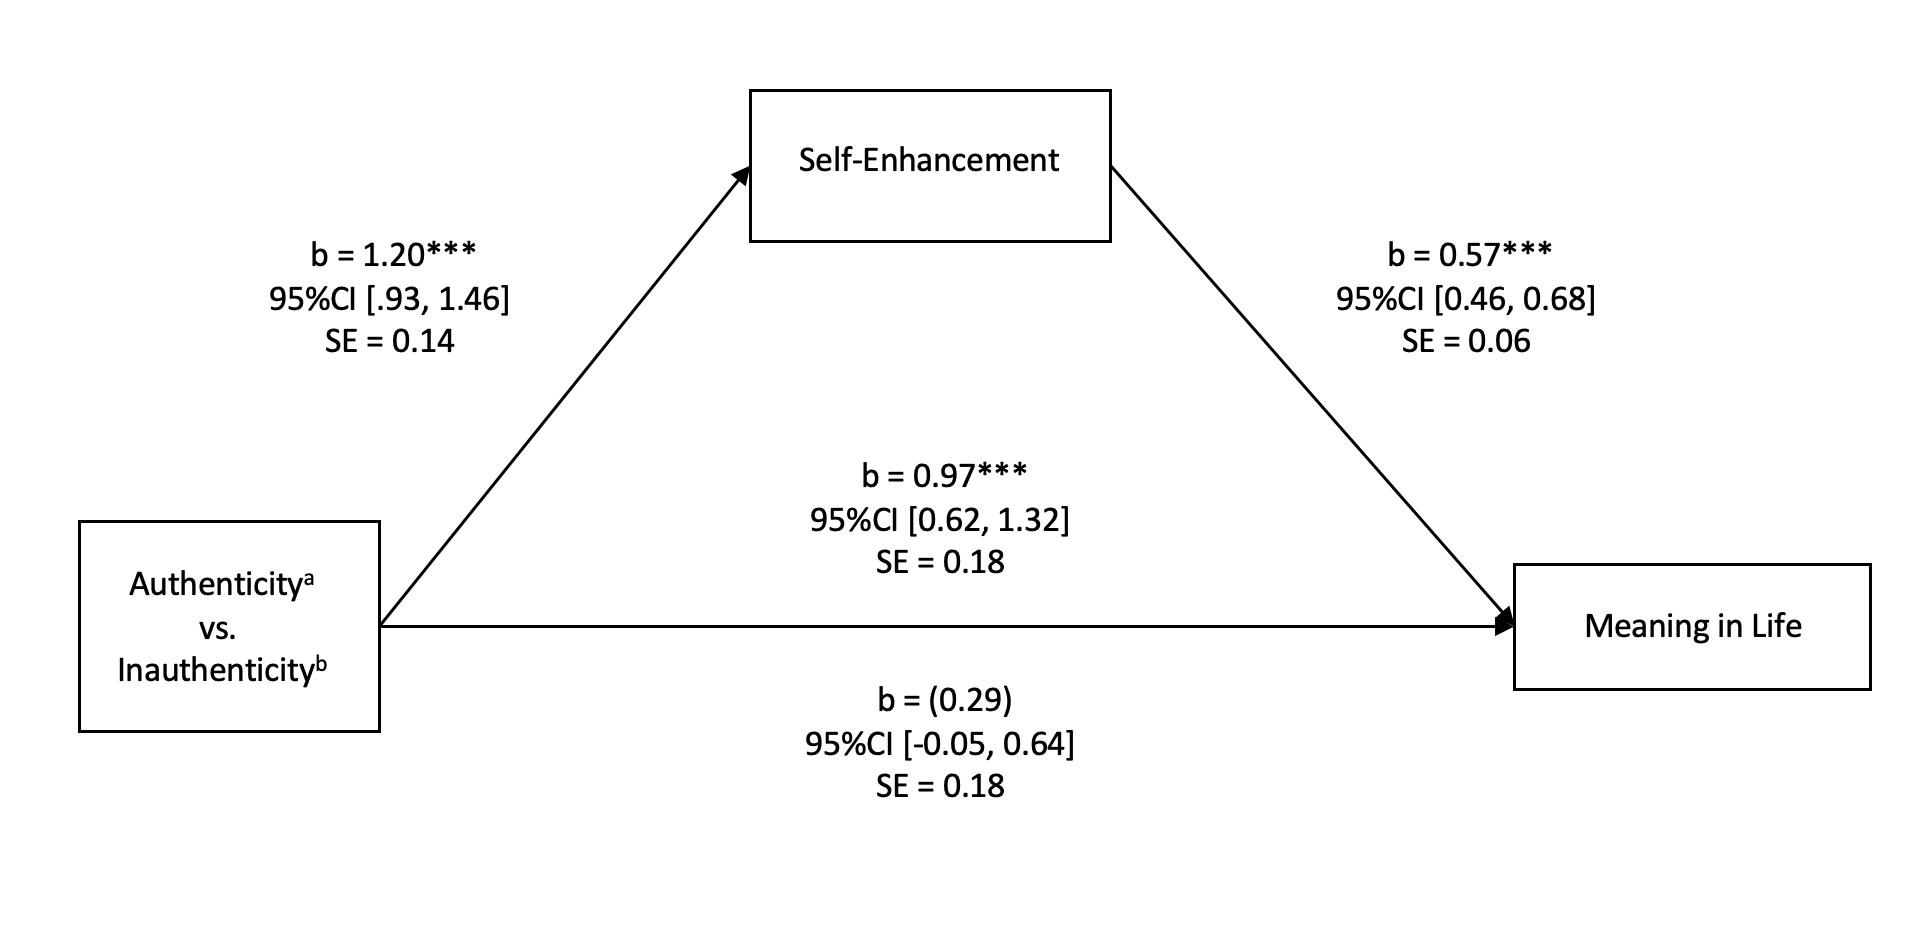 Self-Enhancement
b = 1.20***
95%CI [.93, 1.46]
SE = 0.14
b = 0.57***
95%CI [0.46, 0.68]
SE = 0.06
b = 0.97***
95%CI [0.62, 1.32]
SE = 0.18
Authenticityᵃ
vs.
Inauthenticityᵇ
Meaning in Life
b = (0.29)
95%CI [-0.05, 0.64]
SE = 0.18